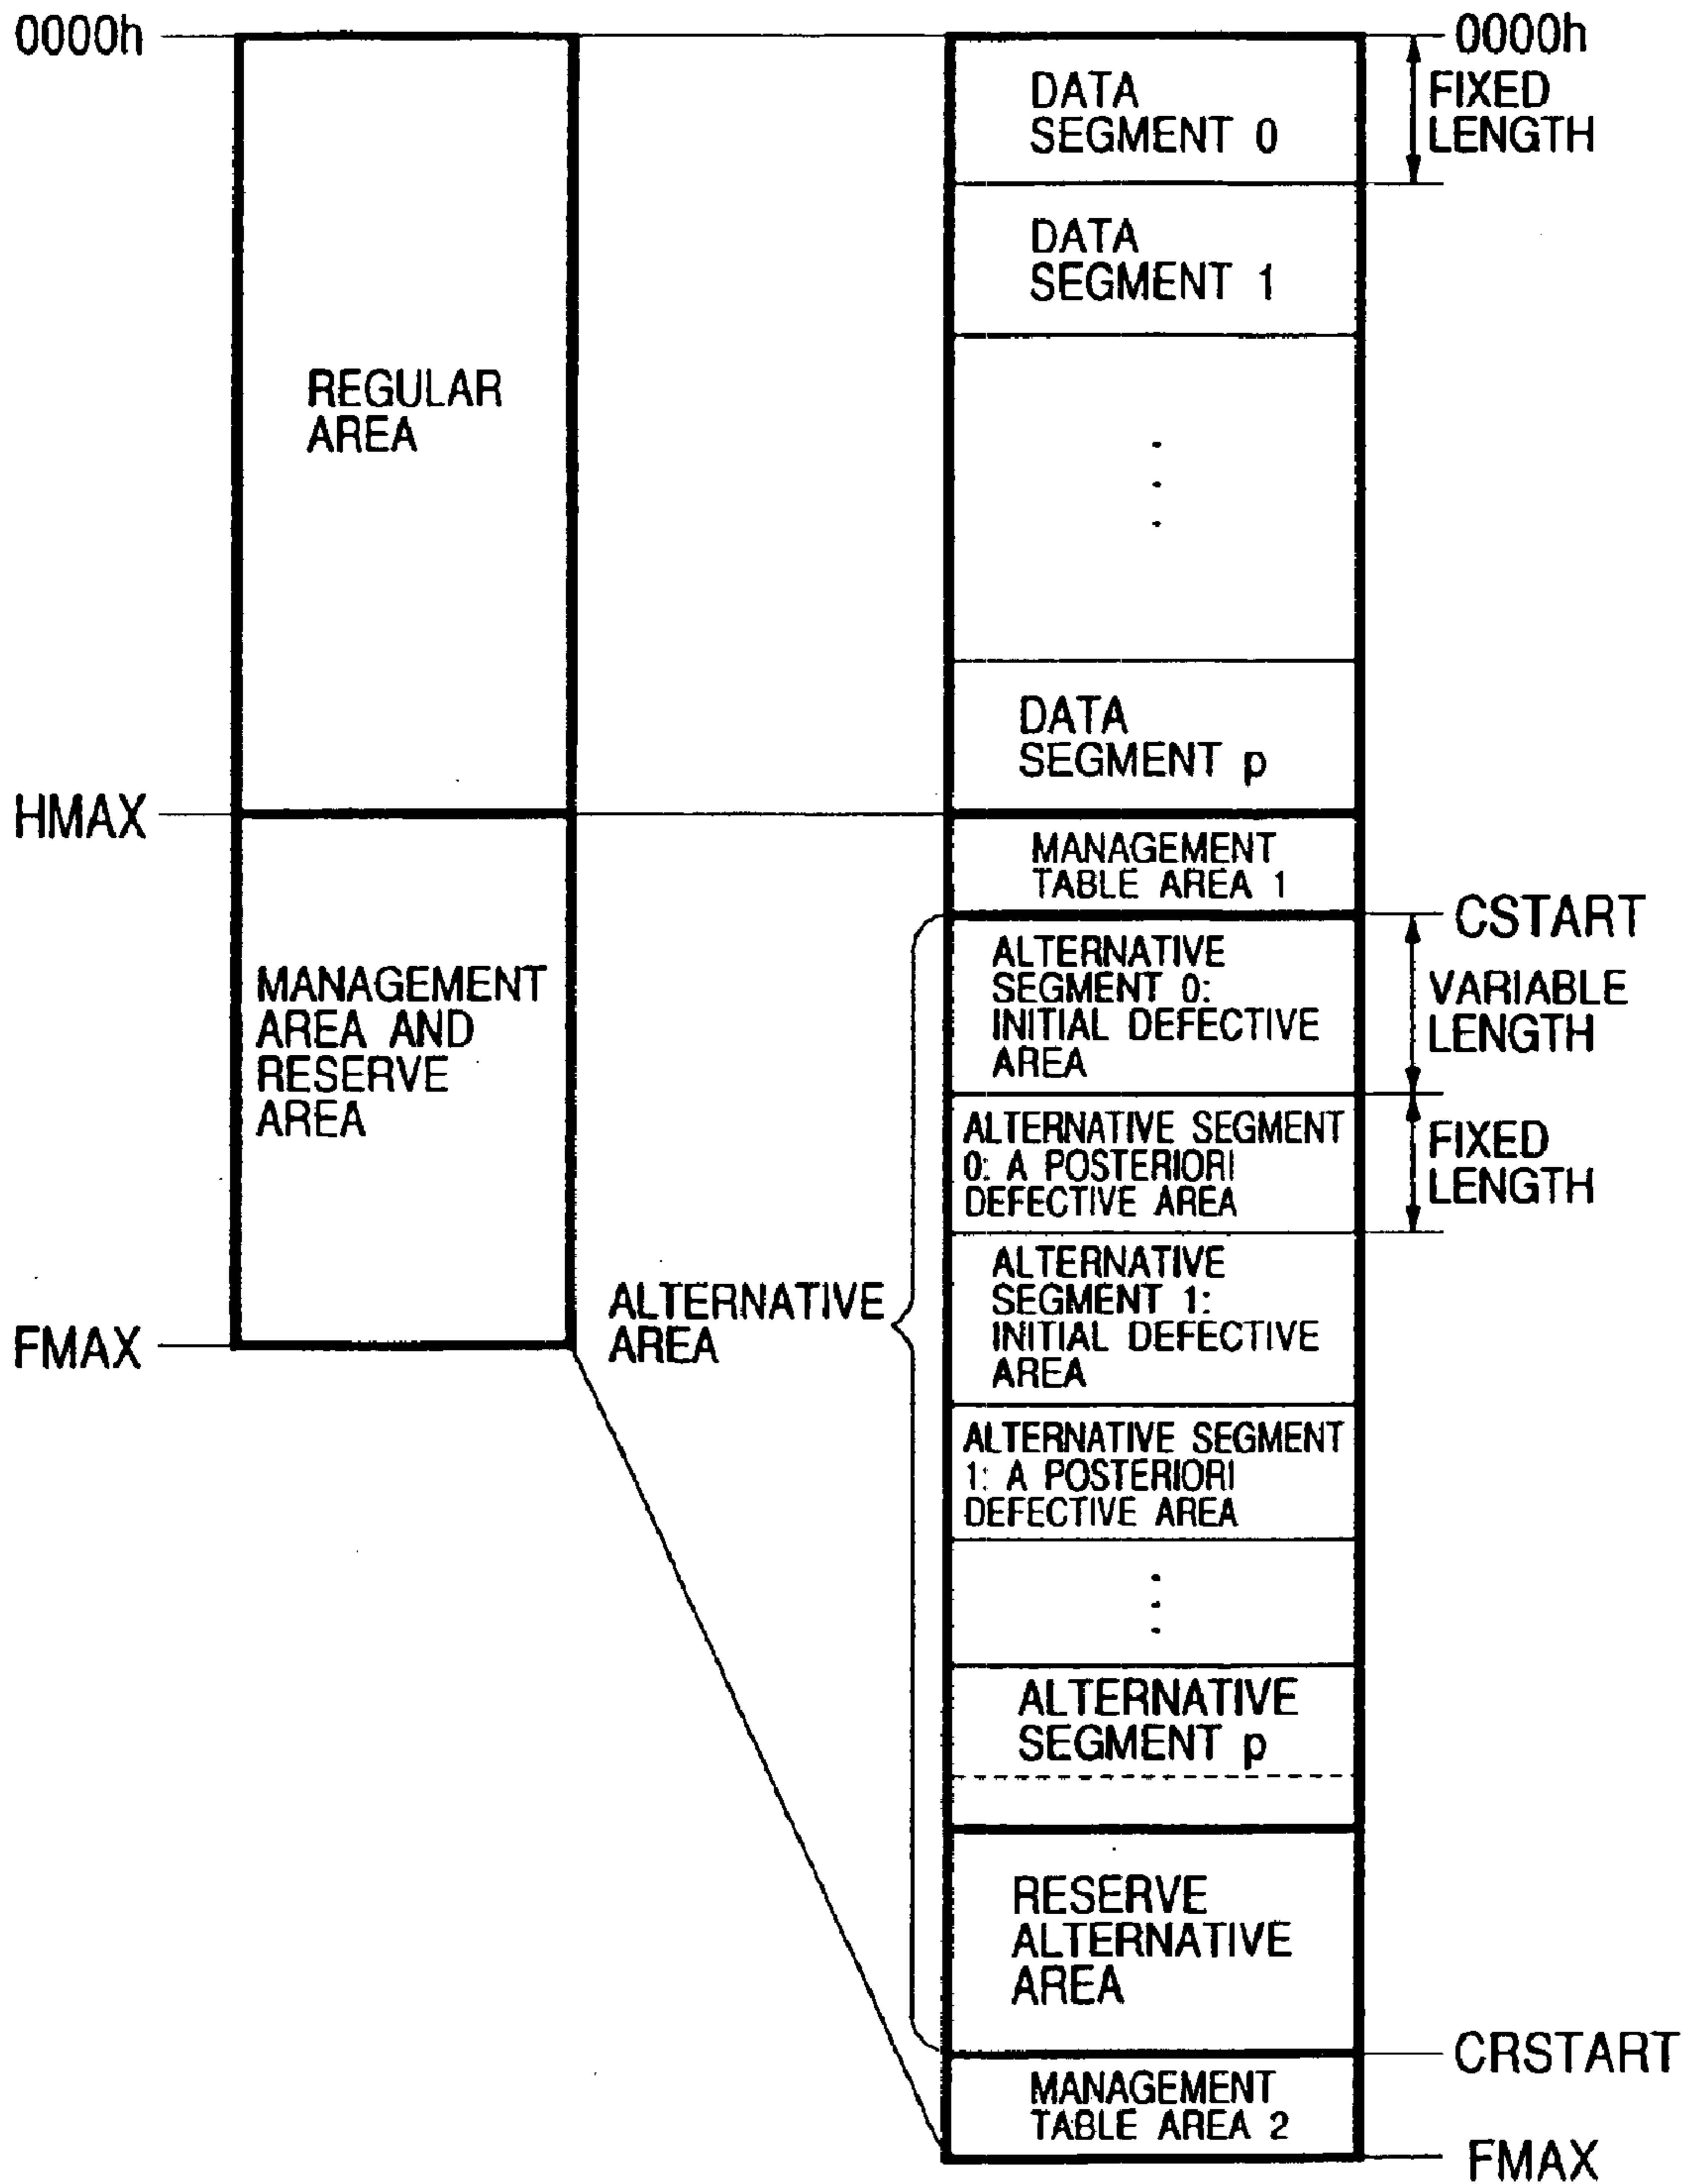 0000h
0000h
DATA
SEGMENT 0
FIXED
LENGTH
DATA
SEGMENT 1
REGULAR
AREA
DATA
SEGMENT p
HMAX
MANAGEMENT
TABLE AREA 1
CSTART
ALTERNATIVE
SEGMENT 0:
INITIAL DEFECTIVE
AREA
VARIABLE
LENGTH
MANAGEMENT
AREA AND
RESERVE
AREA
ALTERNATIVE SEGMENT
0: A POSTERIORI
DEFECTIVE AREA
FIXED
LENGTH
ALTERNATIVE
SEGMENT 1:
INITIAL DEFECTIVE
AREA
ALTERNATIVE
AREA
FMAX
ALTERNATIVE SEGMENT
1: A POSTERIORI
DEFECTIVE AREA
ALTERNATIVE
SEGMENT p
RESERVE
ALTERNATIVE
AREA
CRSTART
MANAGEMENT
TABLE AREA 2
FMAX